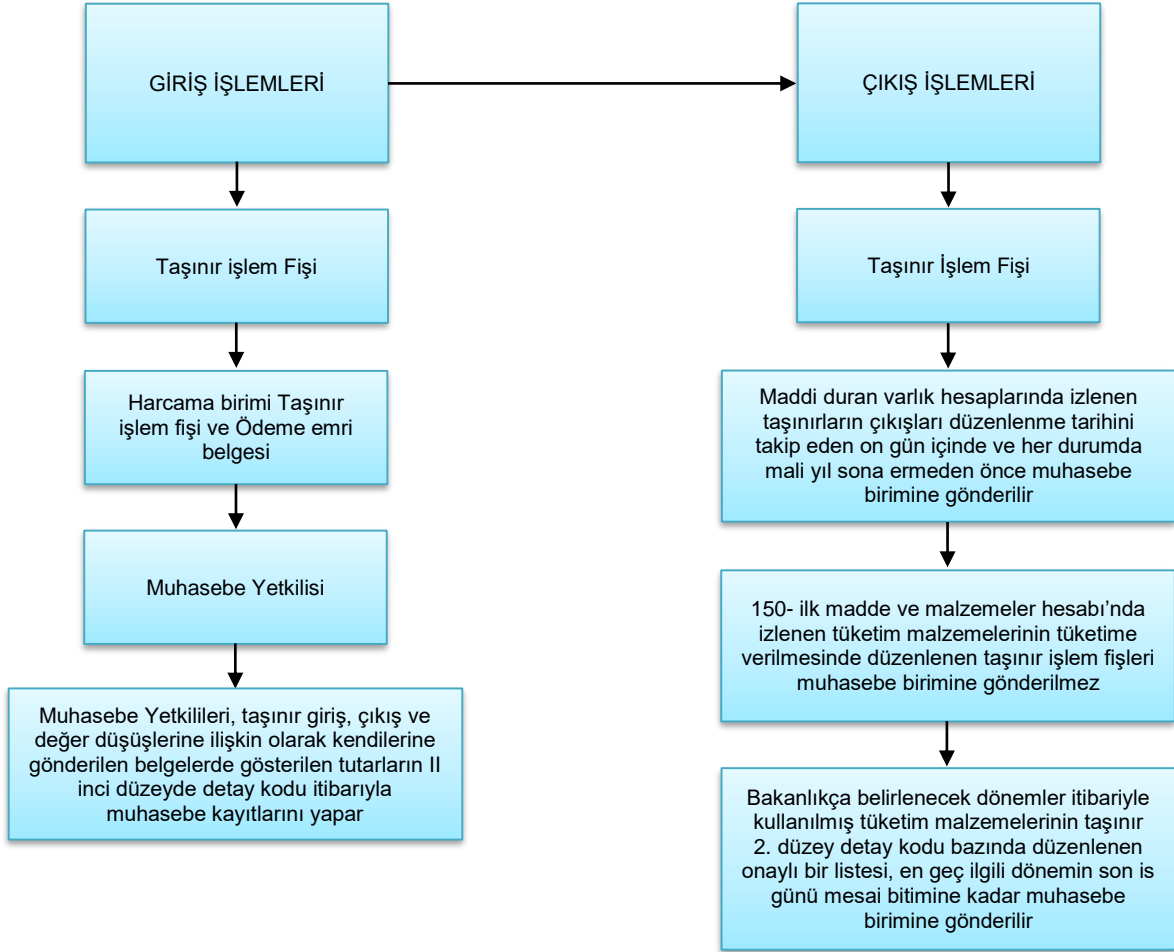 GİRİŞ İŞLEMLERİ
Taşınır işlem Fişi
Harcama birimi Taşınır
işlem fişi ve Ödeme emri
belgesi
Muhasebe Yetkilisi
Muhasebe Yetkilileri, taşınır giriş, çıkış ve
değer düşüşlerine ilişkin olarak kendilerine
gönderilen belgelerde gösterilen tutarların II
inci düzeyde detay kodu itibarıyla
muhasebe kayıtlarını yapar
ÇIKIŞ İŞLEMLERİ
Taşınır İşlem Fişi
Maddi duran varlık hesaplarında izlenen
taşınırların çıkışları düzenlenme tarihini
takip eden on gün içinde ve her durumda
mali yıl sona ermeden önce muhasebe
birimine gönderilir
150- ilk madde ve malzemeler hesabı’nda
izlenen tüketim malzemelerinin tüketime
verilmesinde düzenlenen taşınır işlem fişleri
muhasebe birimine gönderilmez
Bakanlıkça belirlenecek dönemler itibariyle
kullanılmış tüketim malzemelerinin taşınır
2. düzey detay kodu bazında düzenlenen
onaylı bir listesi, en geç ilgili dönemin son is
günü mesai bitimine kadar muhasebe
birimine gönderilir